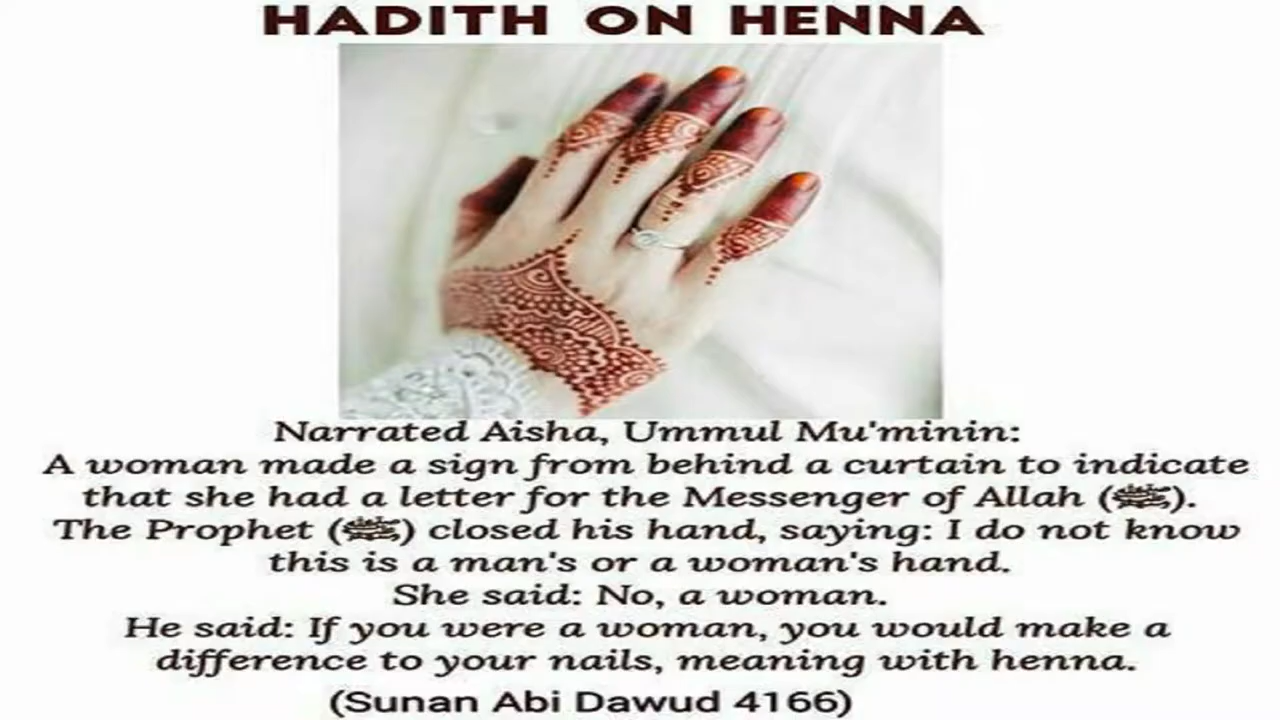 HADITH ON HENNA
Narrated Aisha, Ummul Mu'minin:
A woman made a sign from behind a curtain to indicate
that she had a letter for the Messenger of Allah (ﷺ).
The Prophet (ﷺ) closed his hand, saying: I do not know
this is a man's or a woman's hand.
She said: No, a woman.
He said: If you were a woman, you would make a
difference to your nails, meaning with henna.
(Sunan Abi Dawud 4166)